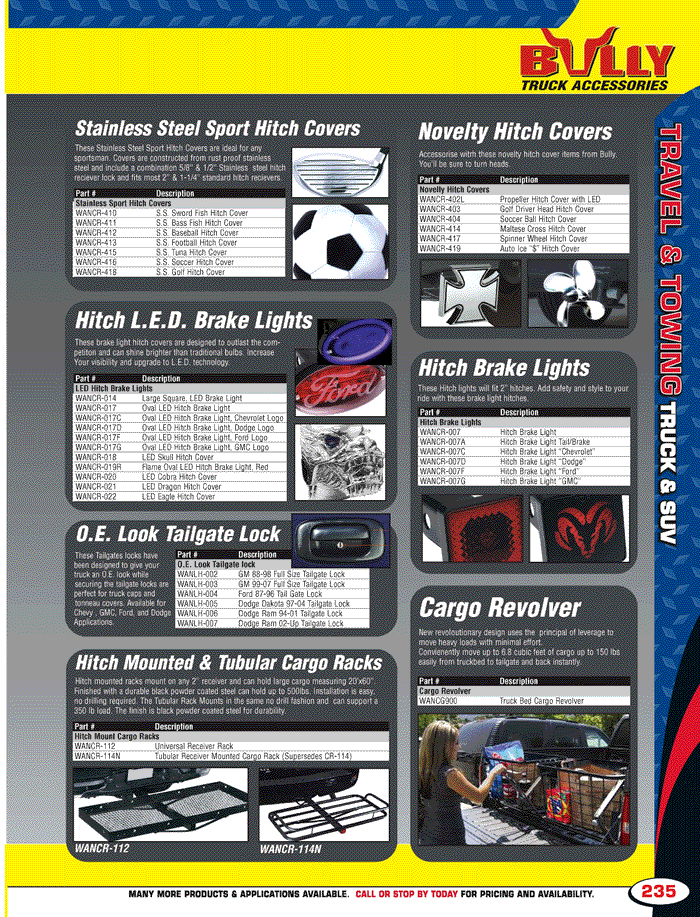 BULLY
TRUCK ACCESSORIES
Stainless Steel Sport Hitch Covers
These Stainless Steel Sport Hitch Covers are ideal for any
sportsman. Covers are constructed from rust proof stainless
steel and include a combination 5/8" & 1/2" Stainless steel hitch
reciever lock and fits most 2" & 1-1/4" standard hitch recievers.
Part # Description
Stainless Sport Hitch Covers
WANCR-410 S.S. Sword Fish Hitch Cover
WANCR-411 S.S. Bass Fish Hitch Cover
WANCR-412 S.S. Baseball Hitch Cover
WANCR-413 S.S. Football Hitch Cover
WANCR-415 S.S. Tuna Hitch Cover
WANCR-416 S.S. Soccer Hitch Cover
WANCR-418 S.S. Golf Hitch Cover
Hitch L.E.D. Brake Lights
These brake light hitch covers are designed to outlast the com-
petiton and can shine brighter than traditional bulbs. Increase
Your visibility and upgrade to L.E.D. technology.
Part # Description
LED Hitch Brake Lights
WANCR-014 Large Square, LED Brake Light
WANCR-017 Oval LED Hitch Brake Light
WANCR-017C Oval LED Hitch Brake Light, Chevrolet Logo
WANCR-017D Oval LED Hitch Brake Light, Dodge Logo
WANCR-017F Oval LED Hitch Brake Light, Ford Logo
WANCR-017G Oval LED Hitch Brake Light, GMC Logo
WANCR-018 LED Skull Hitch Cover
WANCR-019R Flame Oval LED Hitch Brake Light, Red
WANCR-020 LED Cobra Hitch Cover
WANCR-021 LED Dragon Hitch Cover
WANCR-022 LED Eagle Hitch Cover
Ford
O.E. Look Tailgate Lock
These Tailgates locks have
been designed to give your
truck an O.E. look while
securing the tailgate locks are
perfect for truck caps and
tonneau covers. Available for
Chevy, GMC, Ford, and Dodge
Applications.
Part # Description
O.E. Look Tailgate lock
WANLH-002 GM 88-98 Full Size Tailgate Lock
WANLH-003 GM 99-07 Full Size Tailgate Lock
WANLH-004 Ford 87-96 Tail Gate Lock
WANLH-005 Dodge Dakota 97-04 Tailgate Lock
WANLH-006 Dodge Ram 94-01 Tailgate Lock
WANLH-007 Dodge Ram 02-Up Tailgate Lock
Hitch Mounted & Tubular Cargo Racks
Hitch mounted racks mount on any 2" receiver and can hold large cargo measuring 20'x60".
Finished with a durable black powder coated steel can hold up to 500lbs. Installation is easy,
no drilling required. The Tubular Rack Mounts in the same no drill fashion and can support a
350 lb load. The finish is black powder coated steel for durability.
Part # Description
Hitch Mount Cargo Racks
WANCR-112 Universal Receiver Rack
WANCR-114N Tubular Receiver Mounted Cargo Rack (Supersedes CR-114)
WANCR-112
WANCR-114N
Novelty Hitch Covers
Accessorise witrh these novelty hitch cover items from Bully.
You'll be sure to turn heads.
Part # Description
Novelty Hitch Covers
WANCR-402L Propeller Hitch Cover with LED
WANCR-403 Golf Driver Head Hitch Cover
WANCR-404 Soccer Ball Hitch Cover
WANCR-414 Maltese Cross Hitch Cover
WANCR-417 Spinner Wheel Hitch Cover
WANCR-419 Auto Ice "$" Hitch Cover
Hitch Brake Lights
These Hitch lights will fit 2" hitches. Add safety and style to your
ride with these brake light hitches.
Part # Description
Hitch Brake Lights
WANCR-007 Hitch Brake Light
WANCR-007A Hitch Brake Light Tail/Brake
WANCR-007C Hitch Brake Light "Chevrolet"
WANCR-007D Hitch Brake Light "Dodge"
WANCR-007F Hitch Brake Light "Ford"
WANCR-007G Hitch Brake Light "GMC"
Cargo Revolver
New revoloutionary design uses the principal of leverage to
move heavy loads with minimal effort.
Convienently move up to 6.8 cubic feet of cargo up to 150 lbs
easily from truckbed to tailgate and back instantly.
Part # Description
Cargo Revolver
WANCG900 Truck Bed Cargo Revolver
TRAVEL & TOWING TRUCK & SUV
MANY MORE PRODUCTS & APPLICATIONS AVAILABLE. CALL OR STOP BY TODAY FOR PRICING AND AVAILABILITY.
235